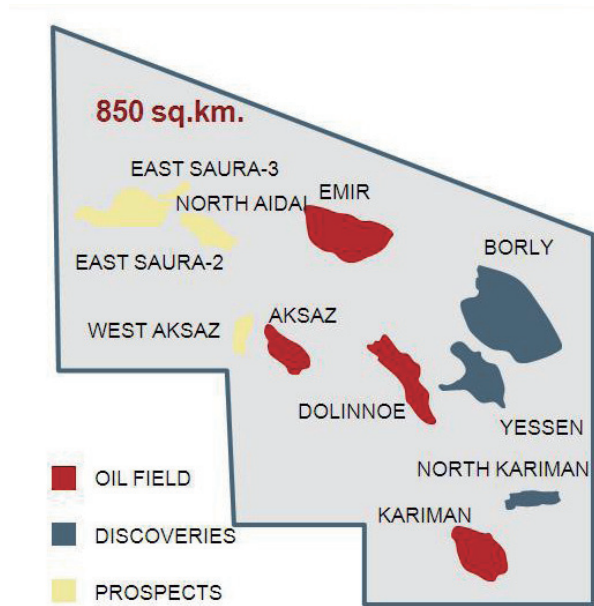 850 sq.km.
EAST SAURA-3
NORTH AIDAI
EMIR
EAST SAURA-2
BORLY
WEST AKSAZ
AKSAZ
DOLINNOE
YESSEN
NORTH KARIMAN
KARIMAN
OIL FIELD
DISCOVERIES
PROSPECTS